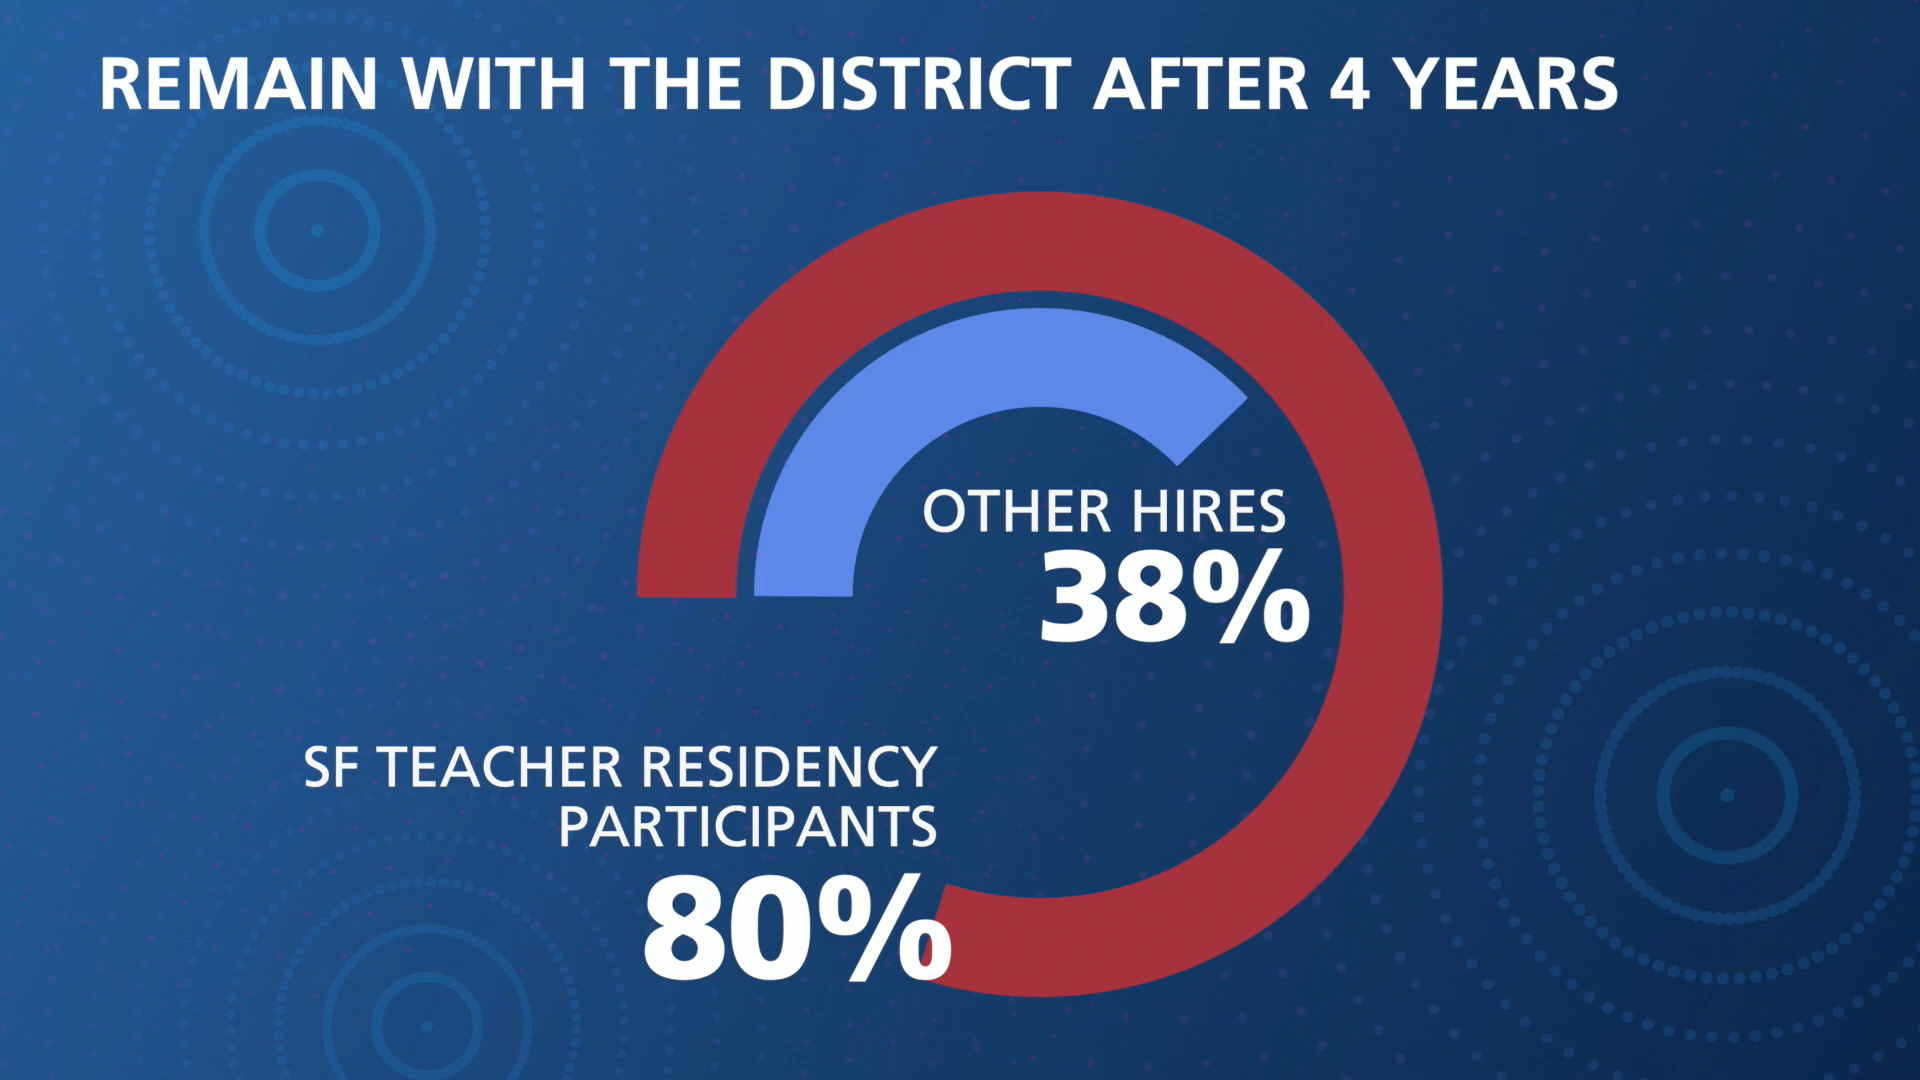 REMAIN WITH THE DISTRICT AFTER 4 YEARS
OTHER HIRES
38%
SF TEACHER RESIDENCY
PARTICIPANTS
80%